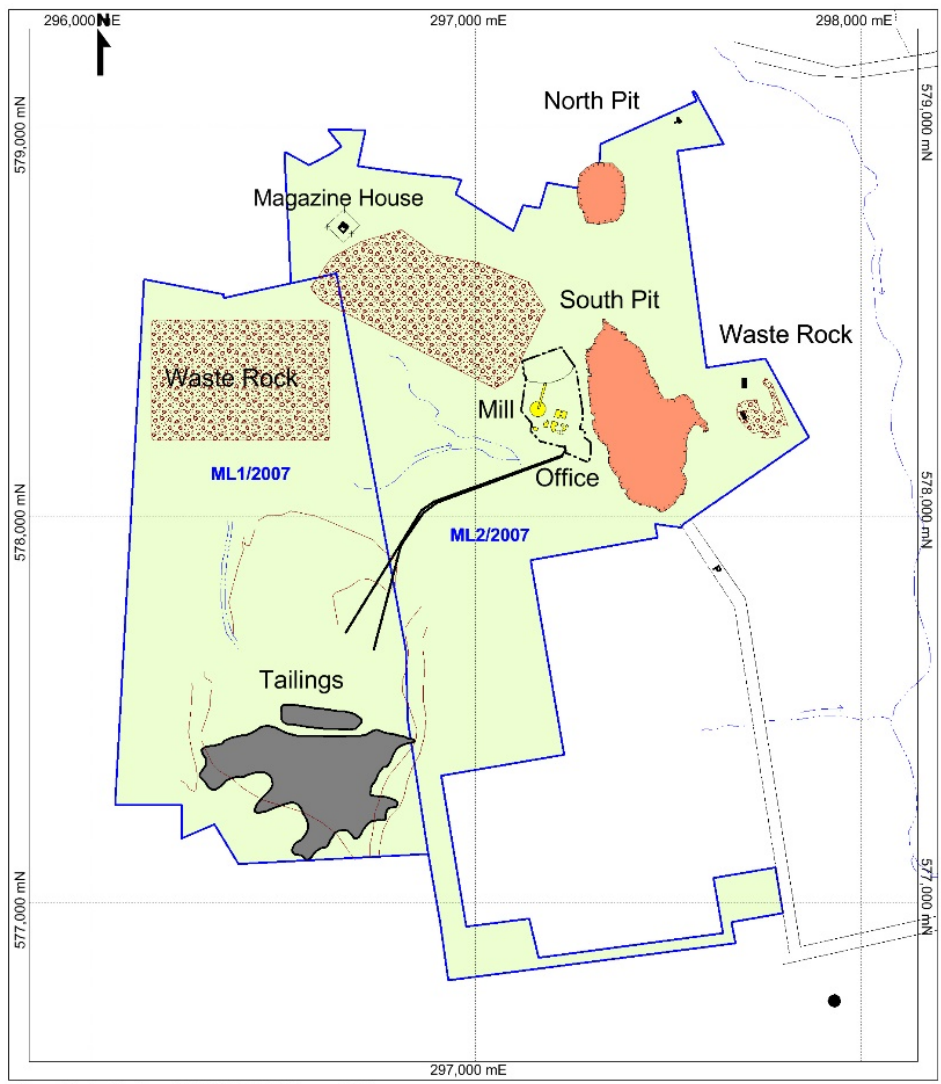 296,000 mE
297,000 mE
298,000 mE
N
579,000 mN
579,000 mN
North Pit
Magazine House
South Pit
Waste Rock
Waste Rock
Mill
ML1/2007
Office
578,000 mN
578,000 mN
ML2/2007
P
Tailings
577,000 mN
577,000 mN
297,000 mE